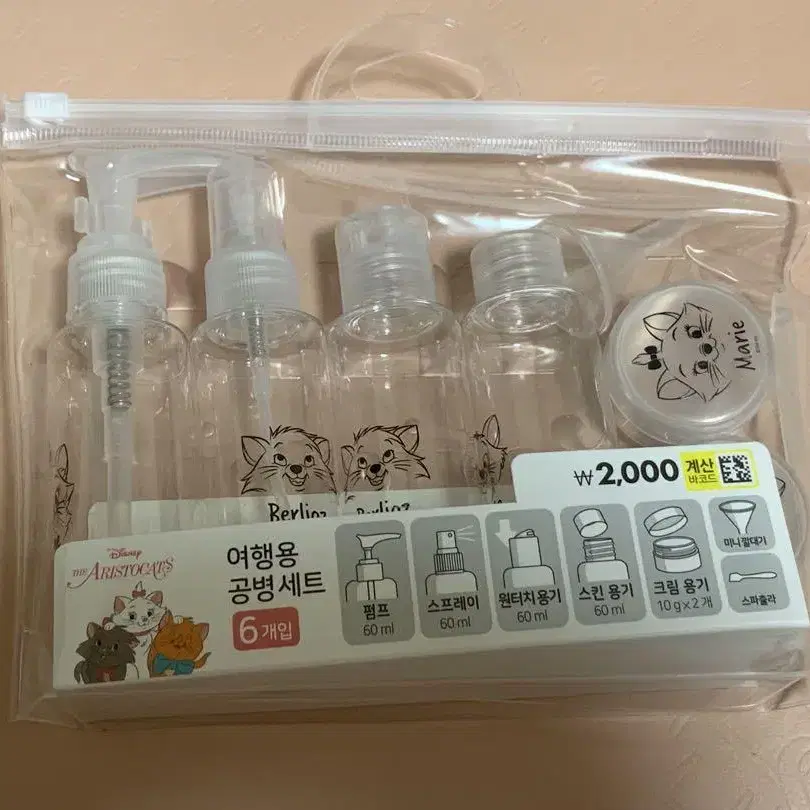 Marie
Berlioz
Berlioz
₩2,000
계산
바코드
Disney
THE ARISTOCATS
여행용
공병세트
6개입
펌프
60 ml
스프레이
60 ml
원터치 용기
60 ml
스킨 용기
60 ml
크림 용기
10 g x 2 개
미니깔대기
스파출라